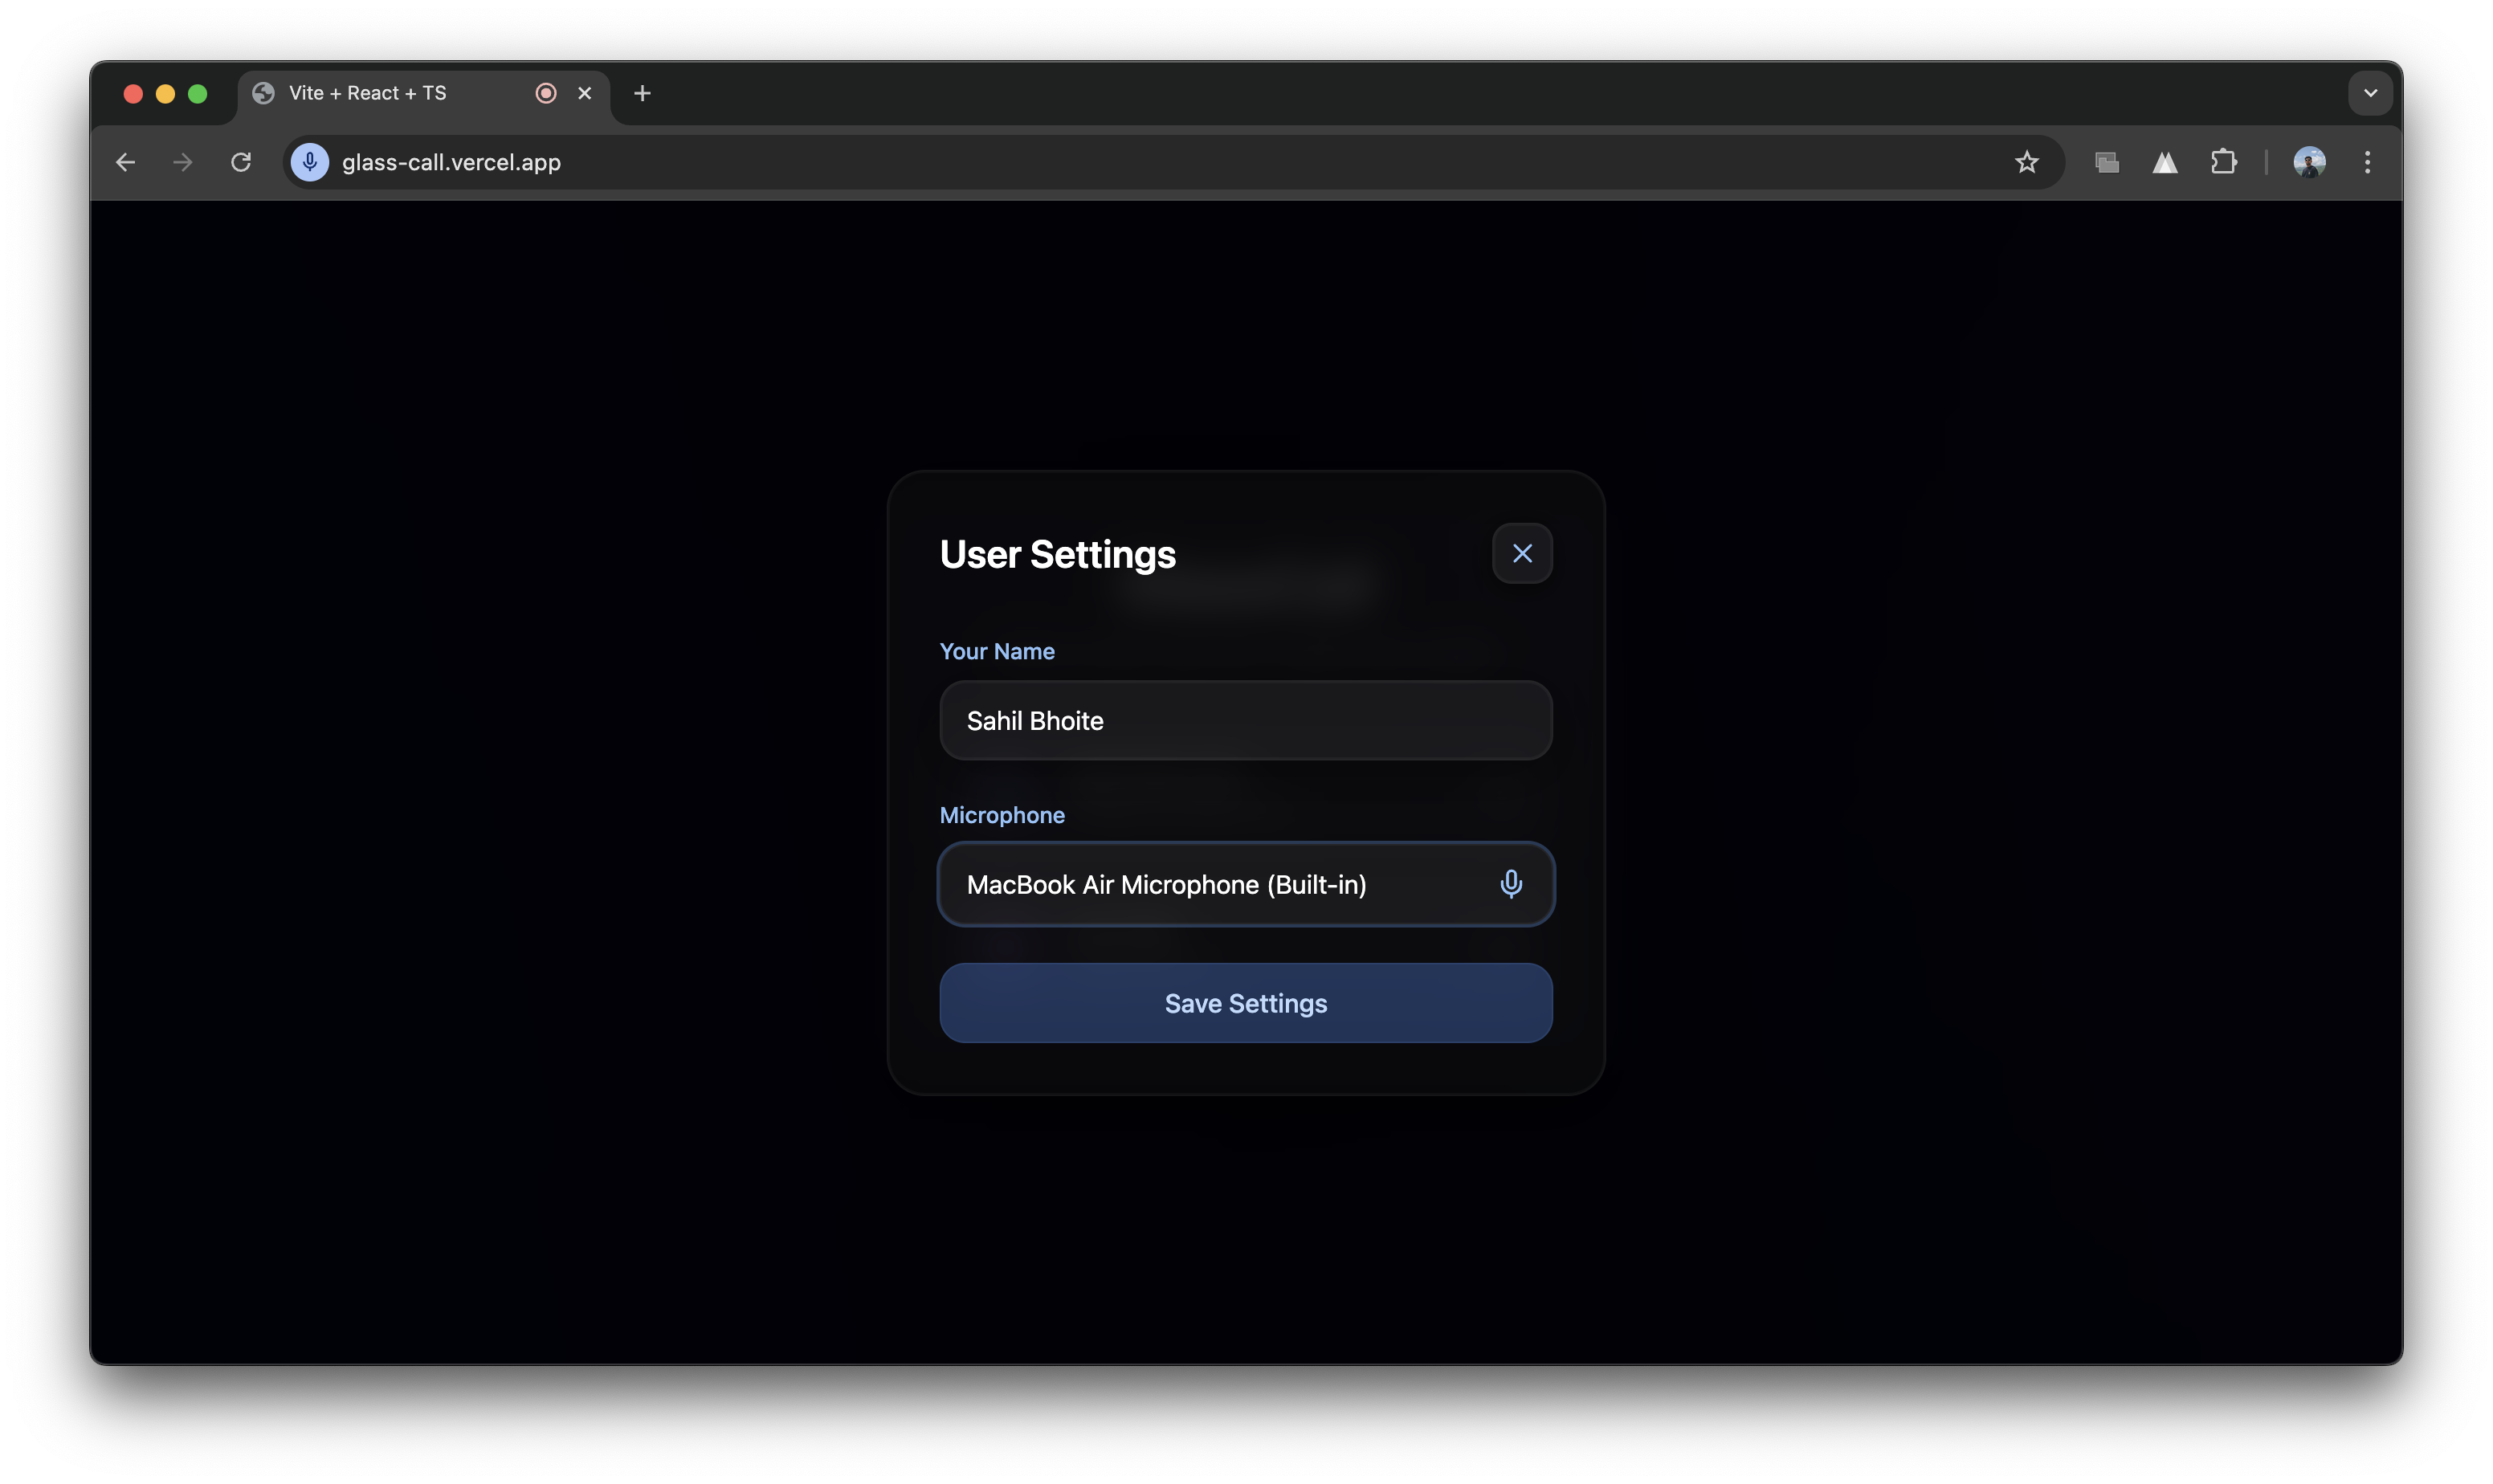 Vite + React + TS
glass-call.vercel.app
User Settings
Your Name
Sahil Bhoite
Microphone
MacBook Air Microphone (Built-in)
Save Settings